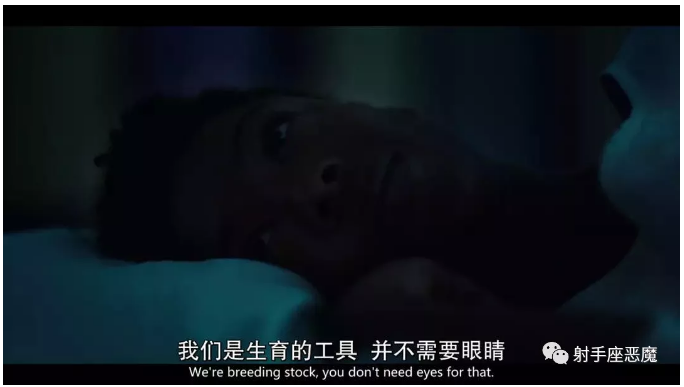 我们是生育的工具 并不需要眼睛
We're breeding stock, you don't need eyes for that.
射手座恶魔